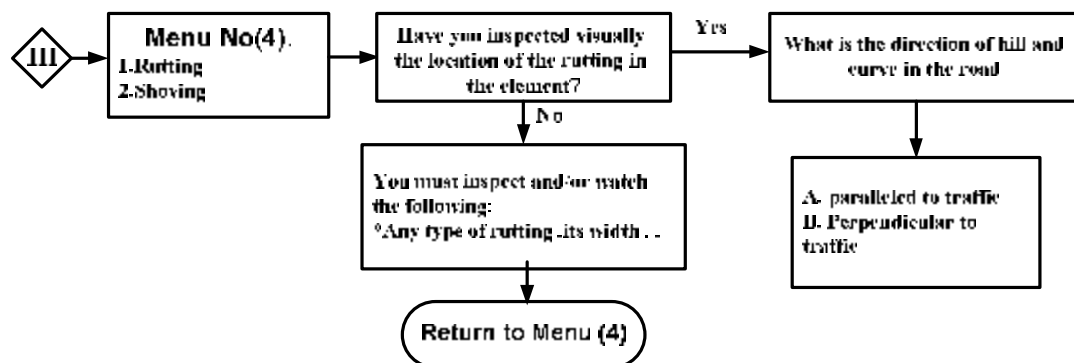 III
Menu No(4).
1.Rutting
2.Shoving
Have you inspected visually
the location of the rutting in
the element?
Yes
What is the direction of hill and
curve in the road
No
You must inspect and/or watch
the following:
*Any type of rutting .its width . .
A. paralleled to traffic
B. Perpendicular to
traffic
Return to Menu (4)